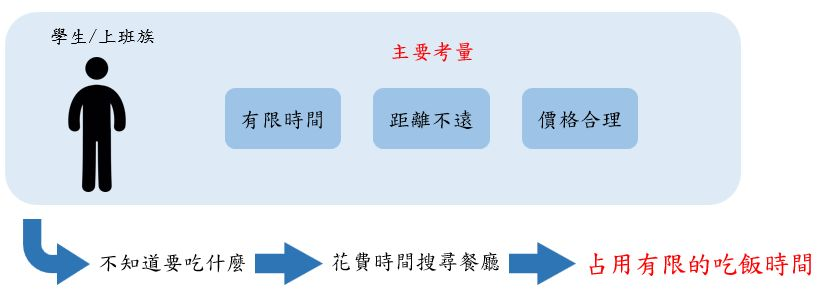 學生/上班族
主要考量
有限時間
距離不遠
價格合理
不知道要吃什麼
花費時間搜尋餐廳
占用有限的吃飯時間